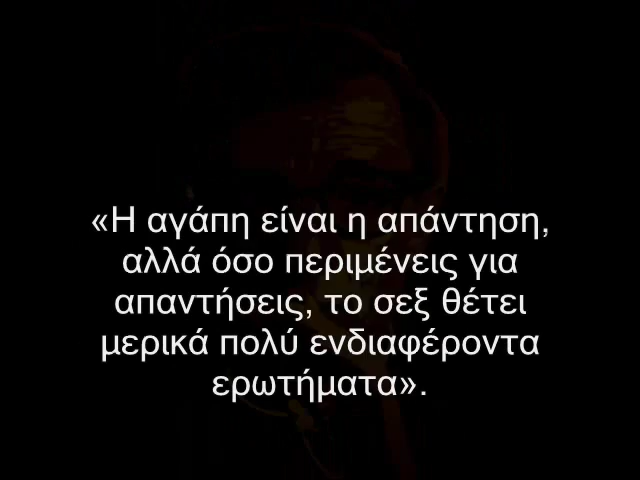 «Η αγάπη είναι η απάντηση,
αλλά όσο περιμένεις για
απαντήσεις, το σεξ θέτει
μερικά πολύ ενδιαφέροντα
ερωτήματα».